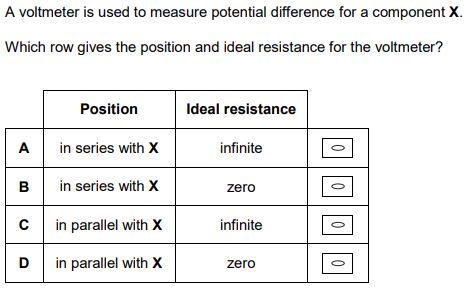 A voltmeter is used to measure potential difference for a component X.
Which row gives the position and ideal resistance for the voltmeter?
Position Ideal resistance
A in series with X infinite
B in series with X zero
C in parallel with X infinite
D in parallel with X zero